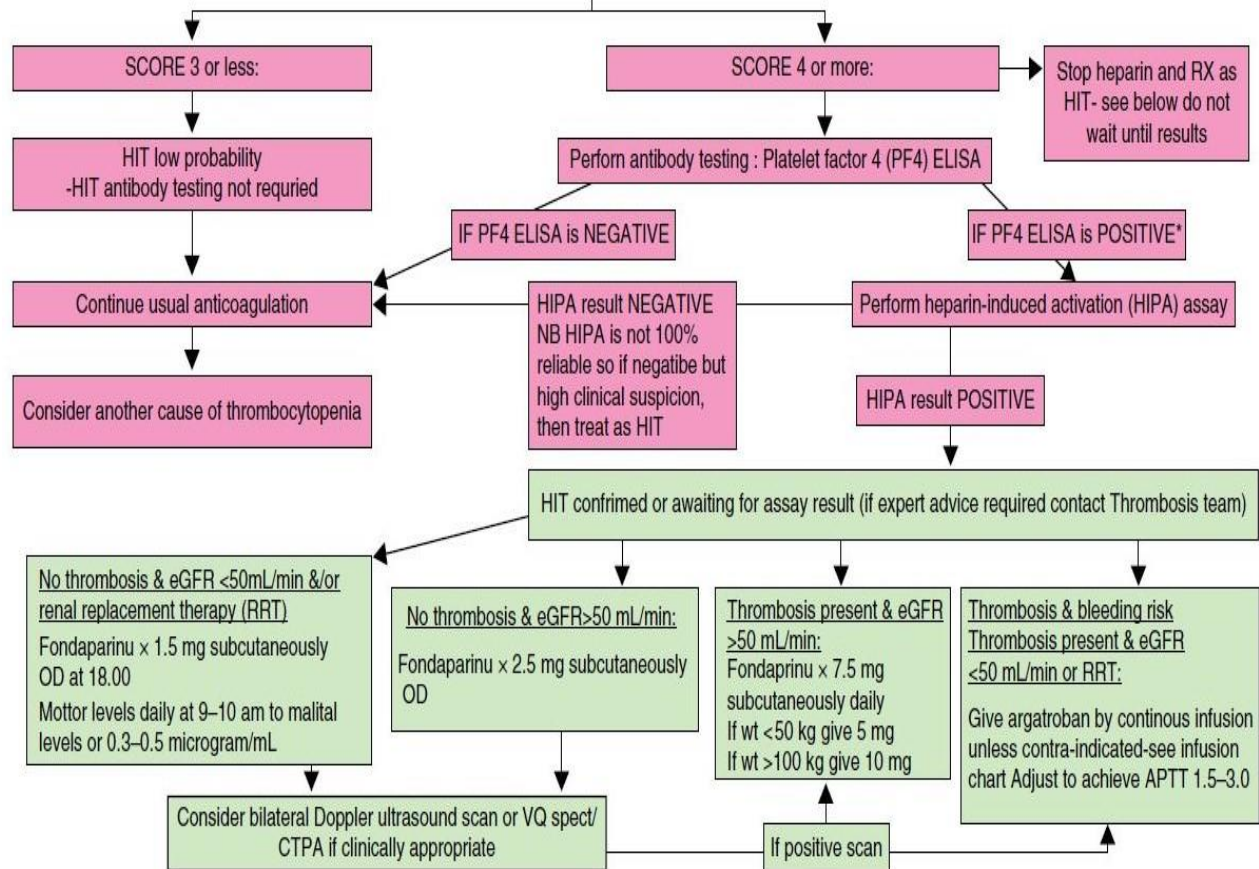 SCORE 3 or less:
SCORE 4 or more:
Stop heparin and RX as
HIT- see below do not
wait until results
HIT low probability
-HIT antibody testing not requried
Perforn antibody testing : Platelet factor 4 (PF4) ELISA
IF PF4 ELISA is NEGATIVE
IF PF4 ELISA is POSITIVE*
Continue usual anticoagulation
HIPA result NEGATIVE
NB HIPA is not 100%
reliable so if negatibe but
high clinical suspicion,
then treat as HIT
Perform heparin-induced activation (HIPA) assay
Consider another cause of thrombocytopenia
HIPA result POSITIVE
HIT confrimed or awaiting for assay result (if expert advice required contact Thrombosis team)
No thrombosis & eGFR <50mL/min &/or
renal replacement therapy (RRT)
Fondaparinu × 1.5 mg subcutaneously
OD at 18.00
Mottor levels daily at 9–10 am to malital
levels or 0.3–0.5 microgram/mL
No thrombosis & eGFR>50 mL/min:
Fondaparinu × 2.5 mg subcutaneously
OD
Thrombosis present & eGFR
>50 mL/min:
Fondaprinu × 7.5 mg
subcutaneously daily
If wt <50 kg give 5 mg
If wt >100 kg give 10 mg
Thrombosis & bleeding risk
Thrombosis present & eGFR
<50 mL/min or RRT:
Give argatroban by continous infusion
unless contra-indicated-see infusion
chart Adjust to achieve APTT 1.5–3.0
Consider bilateral Doppler ultrasound scan or VQ spect/
CTPA if clinically appropriate
If positive scan